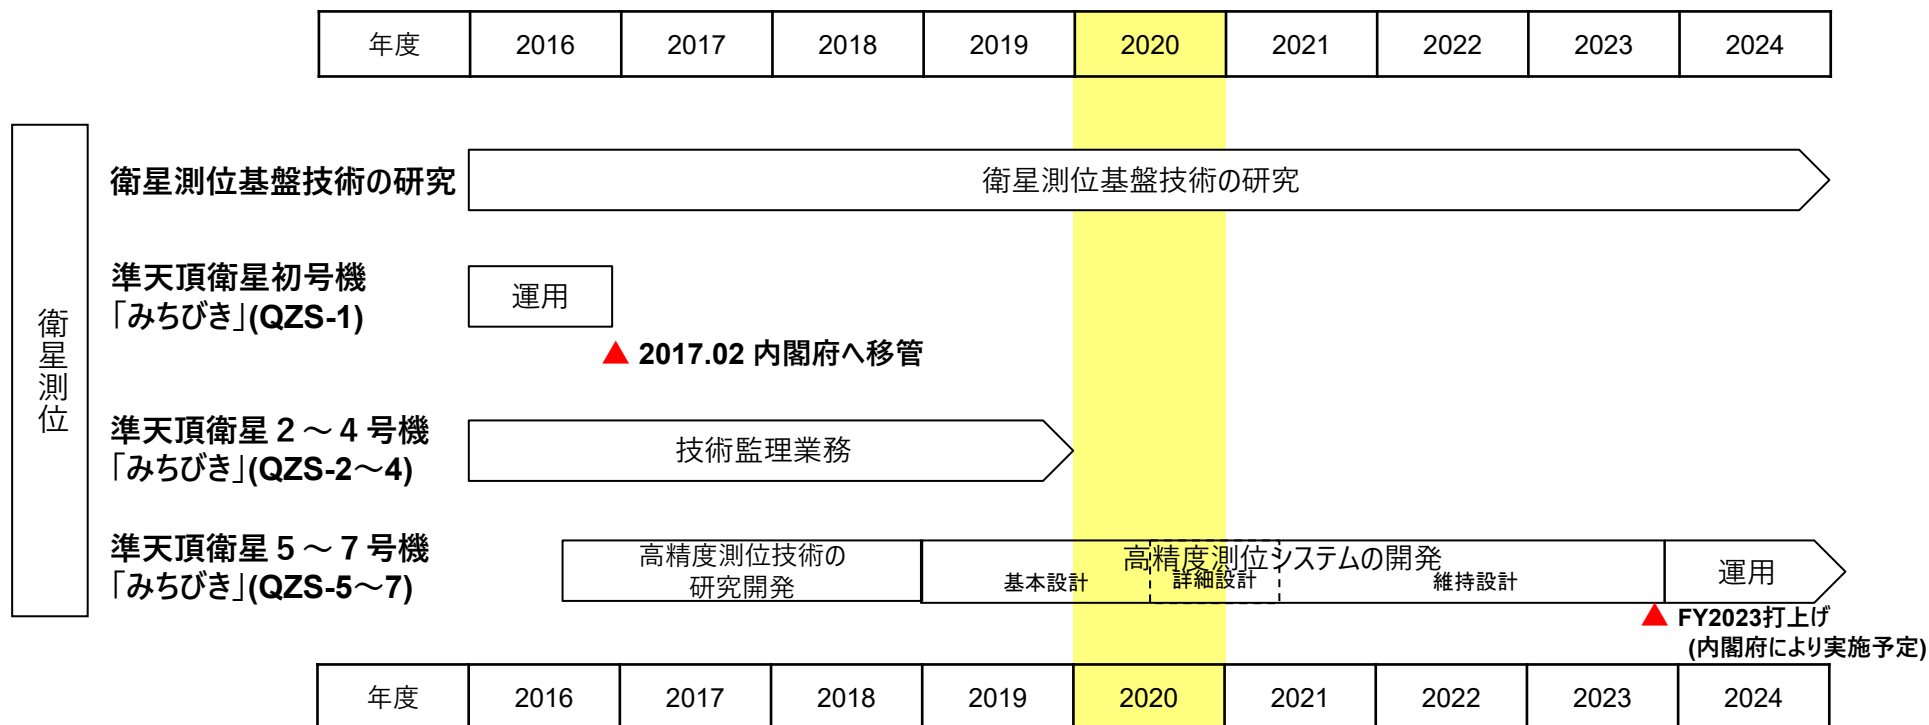 年度 2016 2017 2018 2019 2020 2021 2022 2023 2024
衛星測位
衛星測位基盤技術の研究
衛星測位基盤技術の研究
準天頂衛星初号機
「みちびき」(QZS-1)
運用
2017.02 内閣府へ移管
準天頂衛星２～４号機
「みちびき」(QZS-2～4)
技術監理業務
準天頂衛星５～７号機
「みちびき」(QZS-5～7)
高精度測位技術の
研究開発
高精度測位システムの開発
基本設計 詳細設計 維持設計
運用
FY2023打上げ
(内閣府により実施予定)
年度 2016 2017 2018 2019 2020 2021 2022 2023 2024